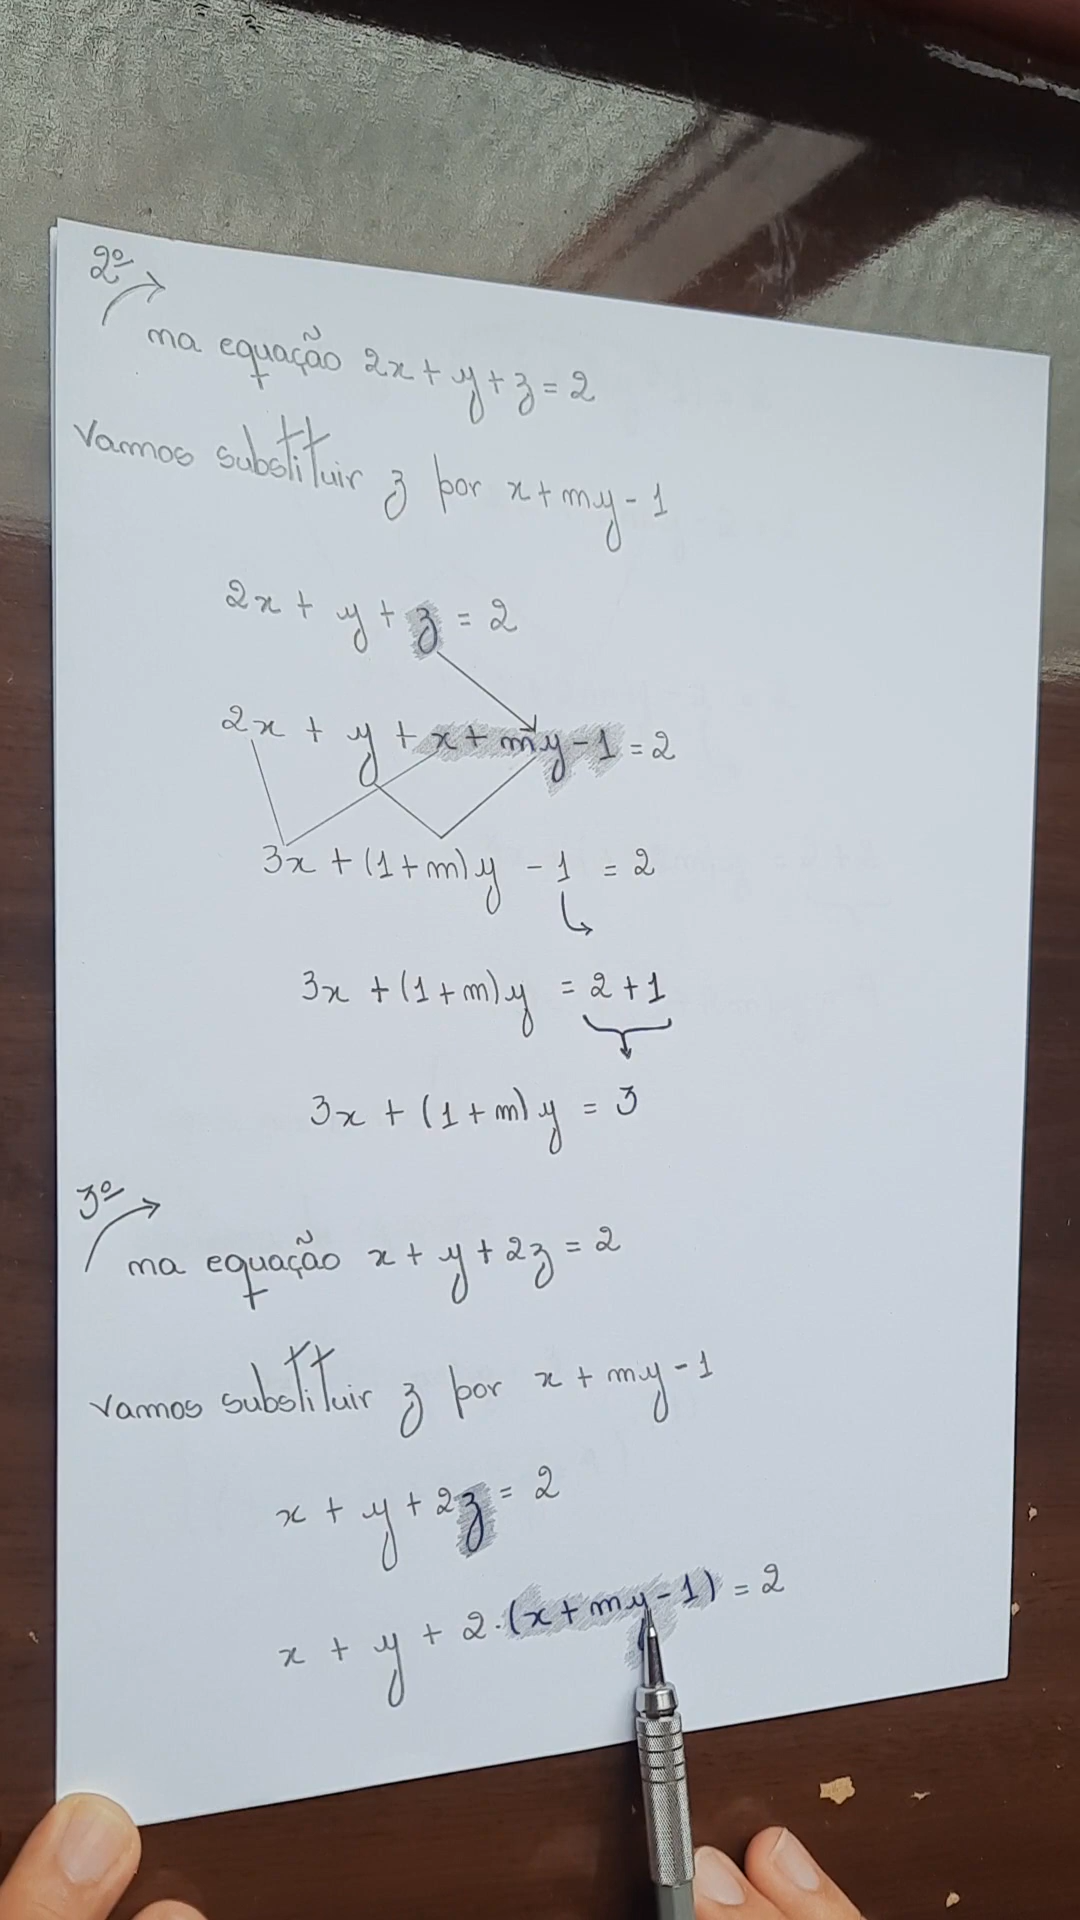 2º
na equação 2x + y + z = 2
Vamos substituir z por x + my - 1
2x + y + z = 2
2x + y + x + my - 1 = 2
3x + (1 + m)y - 1 = 2
3x + (1 + m)y = 2 + 1
3x + (1 + m)y = 3
3º
na equação x + y + 2z = 2
vamos substituir z por x + my - 1
x + y + 2z = 2
x + y + 2·(x + my - 1) = 2